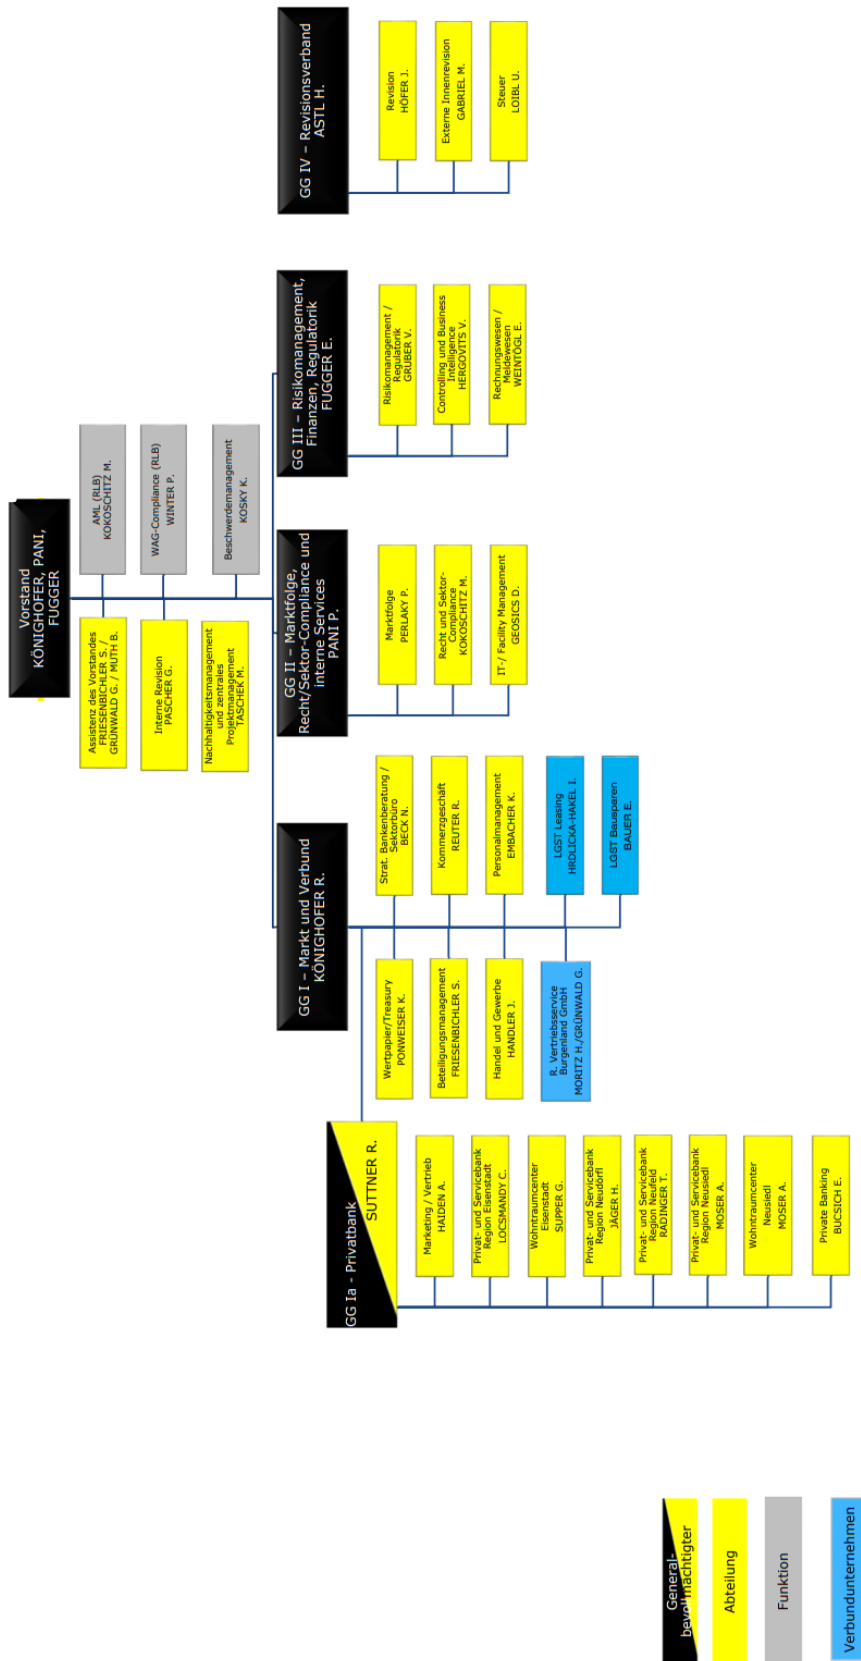 Vorstand
KÖNIGHOFER, PANI,
FUGGER
Assistenz des Vorstandes
FRIESENBICHLER S. /
GRÜNWALD G. / MUTH B.
AML (RLB)
KOKOSCHITZ M.
Interne Revision
PASCHER G.
WAG-Compliance (RLB)
WINTER P.
Nachhaltigkeitsmanagement
und zentrales
Projektmanagement
TASCHEK M.
Beschwerdemanagement
KOSKY K.
GG Ia - Privatbank
SUTTNER R.
Marketing / Vertrieb
HAIDEN A.
Privat- und Servicebank
Region Eisenstadt
LOCSMANDY C.
Wohntraumcenter
Eisenstadt
SUPPER G.
Privat- und Servicebank
Region Neudörfl
JÄGER H.
Privat- und Servicebank
Region Neufeld
RADINGER T.
Privat- und Servicebank
Region Neusiedl
MOSER A.
Wohntraumcenter
Neusiedl
MOSER A.
Private Banking
BUCSICH E.
GG I – Markt und Verbund
KÖNIGHOFER R.
Wertpapier/Treasury
PONWEISER K.
Strat. Bankenberatung /
Sektorbüro
BECK N.
Beteiligungsmanagement
FRIESENBICHLER S.
Kommerzgeschäft
REUTER R.
Handel und Gewerbe
HANDLER J.
Personalmanagement
EMBACHER K.
R. Vertriebsservice
Burgenland GmbH
MORITZ H./GRÜNWALD G.
LGST Leasing
HRDLICKA-HAKEL I.
LGST Bausparen
BAUER E.
GG II – Marktfolge,
Recht/Sektor-Compliance und
interne Services
PANI P.
Marktfolge
PERLAKY P.
Recht und Sektor-
Compliance
KOKOSCHITZ M.
IT-/ Facility Management
GEOSICS D.
GG III – Risikomanagement,
Finanzen, Regulatorik
FUGGER E.
Risikomanagement /
Regulatorik
GRUBER V.
Controlling und Business
Intelligence
HERGOVITS V.
Rechnungswesen /
Meldewesen
WEINTÖGL E.
GG IV – Revisionsverband
ASTL H.
Revision
HÖFER J.
Externe Innenrevision
GABRIEL M.
Steuer
LOIBL U.
General-
bevollmächtigter
Abteilung
Funktion
Verbundunternehmen